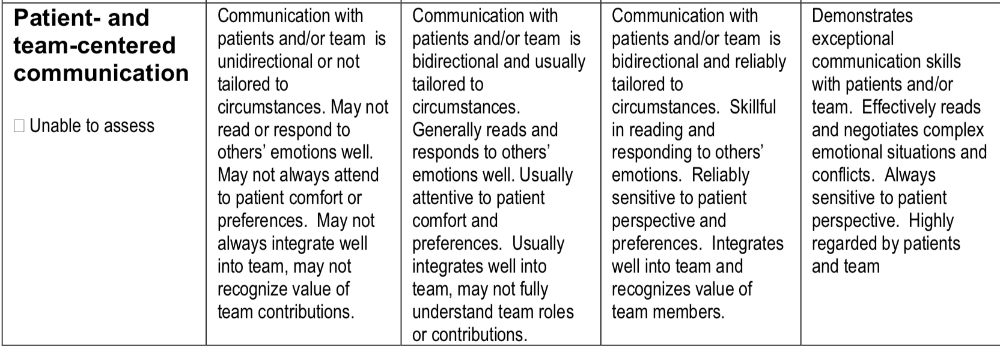 Patient- and
team-centered
communication
☐ Unable to assess
Communication with
patients and/or team  is
unidirectional or not
tailored to
circumstances. May not
read or respond to
others’ emotions well.
May not always attend
to patient comfort or
preferences.  May not
always integrate well
into team, may not
recognize value of
team contributions.
Communication with
patients and/or team  is
bidirectional and usually
tailored to
circumstances.
Generally reads and
responds to others’
emotions well. Usually
attentive to patient
comfort and
preferences.  Usually
integrates well into
team, may not fully
understand team roles
or contributions.
Communication with
patients and/or team  is
bidirectional and reliably
tailored to
circumstances.  Skillful
in reading and
responding to others’
emotions.  Reliably
sensitive to patient
perspective and
preferences.  Integrates
well into team and
recognizes value of
team members.
Demonstrates
exceptional
communication skills
with patients and/or
team.  Effectively reads
and negotiates complex
emotional situations and
conflicts.  Always
sensitive to patient
perspective.  Highly
regarded by patients
and team